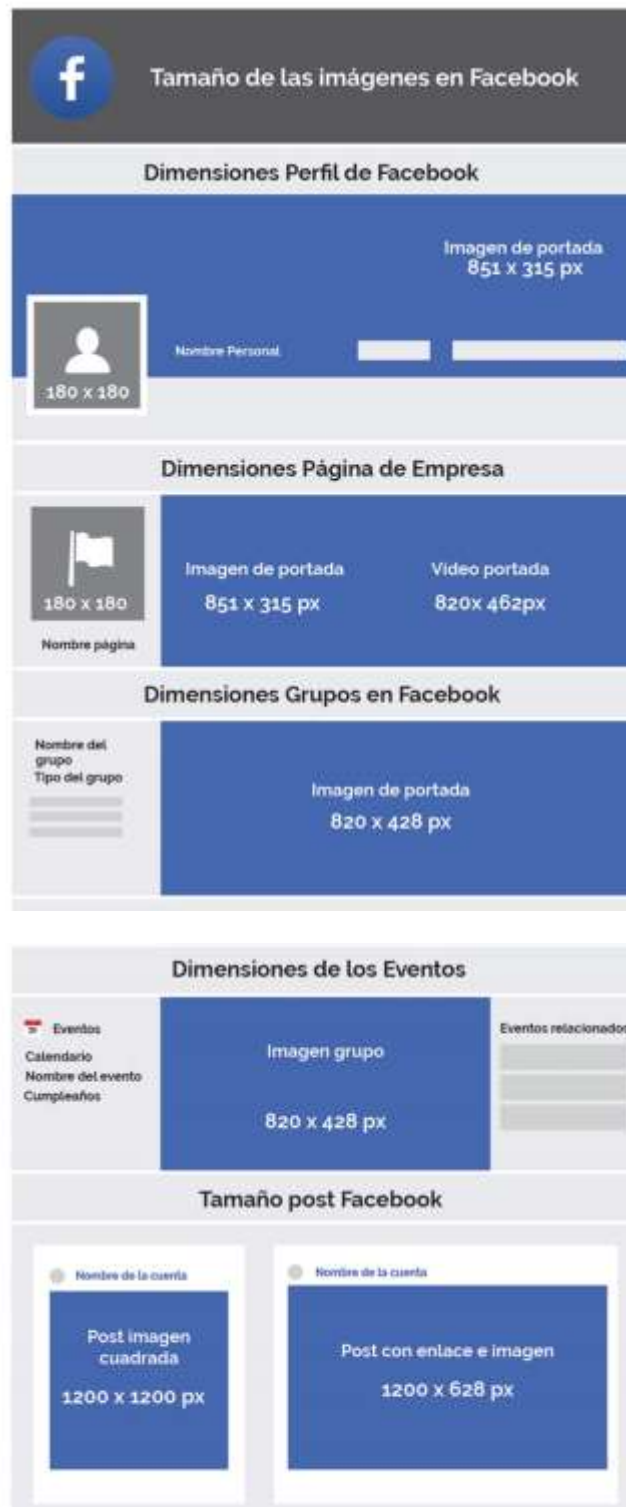 f
Tamaño de las imágenes en Facebook
Dimensiones Perfil de Facebook
Imagen de portada
851 x 315 px
Nombre Personal
180 x 180
Dimensiones Página de Empresa
180 x 180
Nombre página
Imagen de portada
851 x 315 px
Video portada
820x 462px
Dimensiones Grupos en Facebook
Nombre del
grupo
Tipo del grupo
Imagen de portada
820 x 428 px
Dimensiones de los Eventos
Eventos
Calendario
Nombre del evento
Cumpleaños
Imagen grupo
820 x 428 px
Eventos relacionados
Tamaño post Facebook
Nombre de la cuenta
Post imagen
cuadrada
1200 x 1200 px
Nombre de la cuenta
Post con enlace e imagen
1200 x 628 px